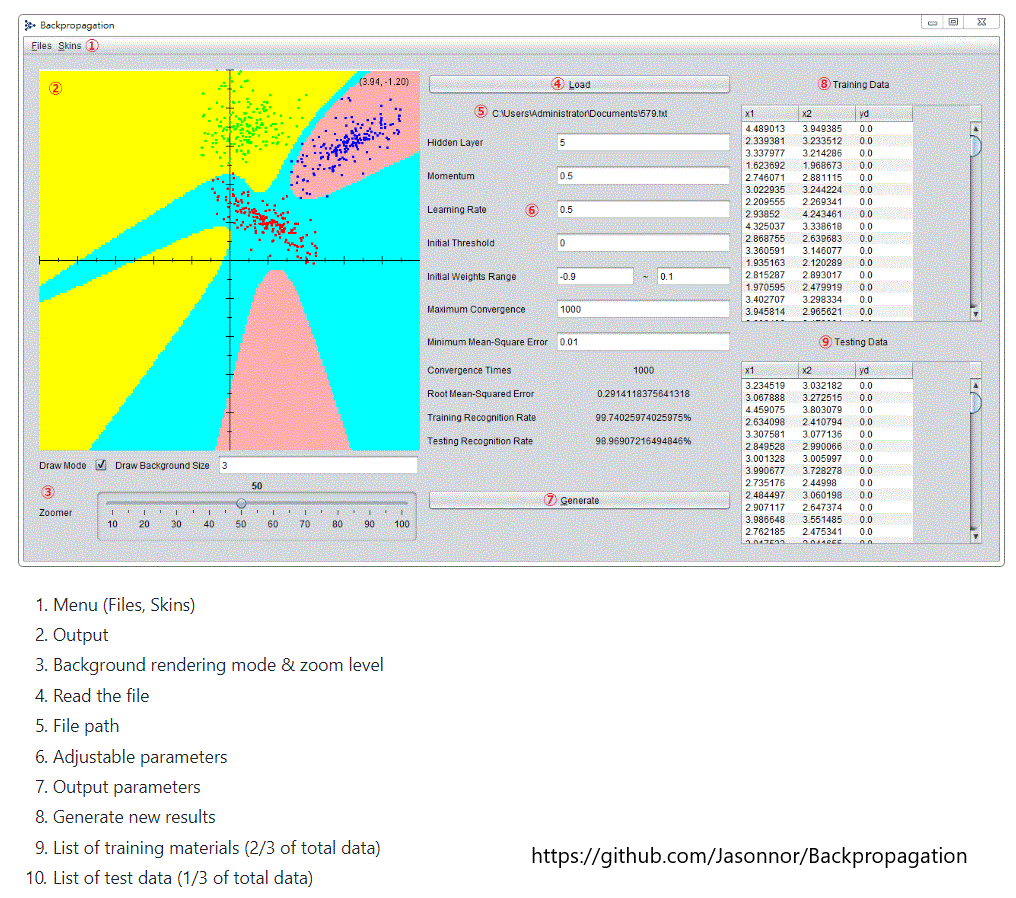 Backpropagation
Files Skins ①
②
(3.94, -1.20)
④ Load
⑤ C:\Users\Administrator\Documents\579.txt
Hidden Layer 5
Momentum 0.5
Learning Rate ⑥ 0.5
Initial Threshold 0
Initial Weights Range -0.9 ~ 0.1
Maximum Convergence 1000
Minimum Mean-Square Error 0.01
Convergence Times 1000
Root Mean-Squared Error 0.2914118375641318
Training Recognition Rate 99.74025974025975%
Testing Recognition Rate 98.96907216494846%
⑦ Generate
Draw Mode Draw Background Size 3
③
Zoomer
50
10 20 30 40 50 60 70 80 90 100
⑧ Training Data
x1 x2 yd
4.489013 3.949385 0.0
2.339381 3.233512 0.0
3.337977 3.214286 0.0
1.623692 1.968673 0.0
2.746071 2.881115 0.0
3.022935 3.244224 0.0
2.209555 2.269341 0.0
2.93852 4.243461 0.0
4.325037 3.338618 0.0
2.868755 2.639683 0.0
3.360591 3.146077 0.0
1.935163 2.120289 0.0
2.815287 2.893017 0.0
1.970595 2.479919 0.0
3.402707 3.298334 0.0
3.945814 2.965621 0.0
⑨ Testing Data
x1 x2 yd
3.234519 3.032182 0.0
3.067888 3.272515 0.0
4.459075 3.803079 0.0
2.634098 2.410794 0.0
3.307581 3.077136 0.0
2.849528 2.990066 0.0
3.001328 3.005997 0.0
3.990677 3.728278 0.0
2.735176 2.44998 0.0
2.484497 3.060198 0.0
2.907117 2.647374 0.0
3.986648 3.551485 0.0
2.762185 2.475341 0.0
1. Menu (Files, Skins)
2. Output
3. Background rendering mode & zoom level
4. Read the file
5. File path
6. Adjustable parameters
7. Output parameters
8. Generate new results
9. List of training materials (2/3 of total data)
10. List of test data (1/3 of total data)
https://github.com/Jasonnor/Backpropagation